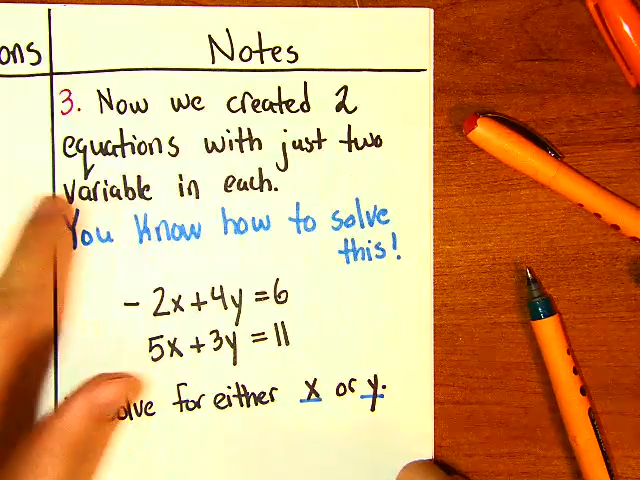 ons Notes
3. Now we created 2
equations with just two
variable in each.
You know how to solve
this!
- 2x+4y=6
5x+3y=11
for either x or y.